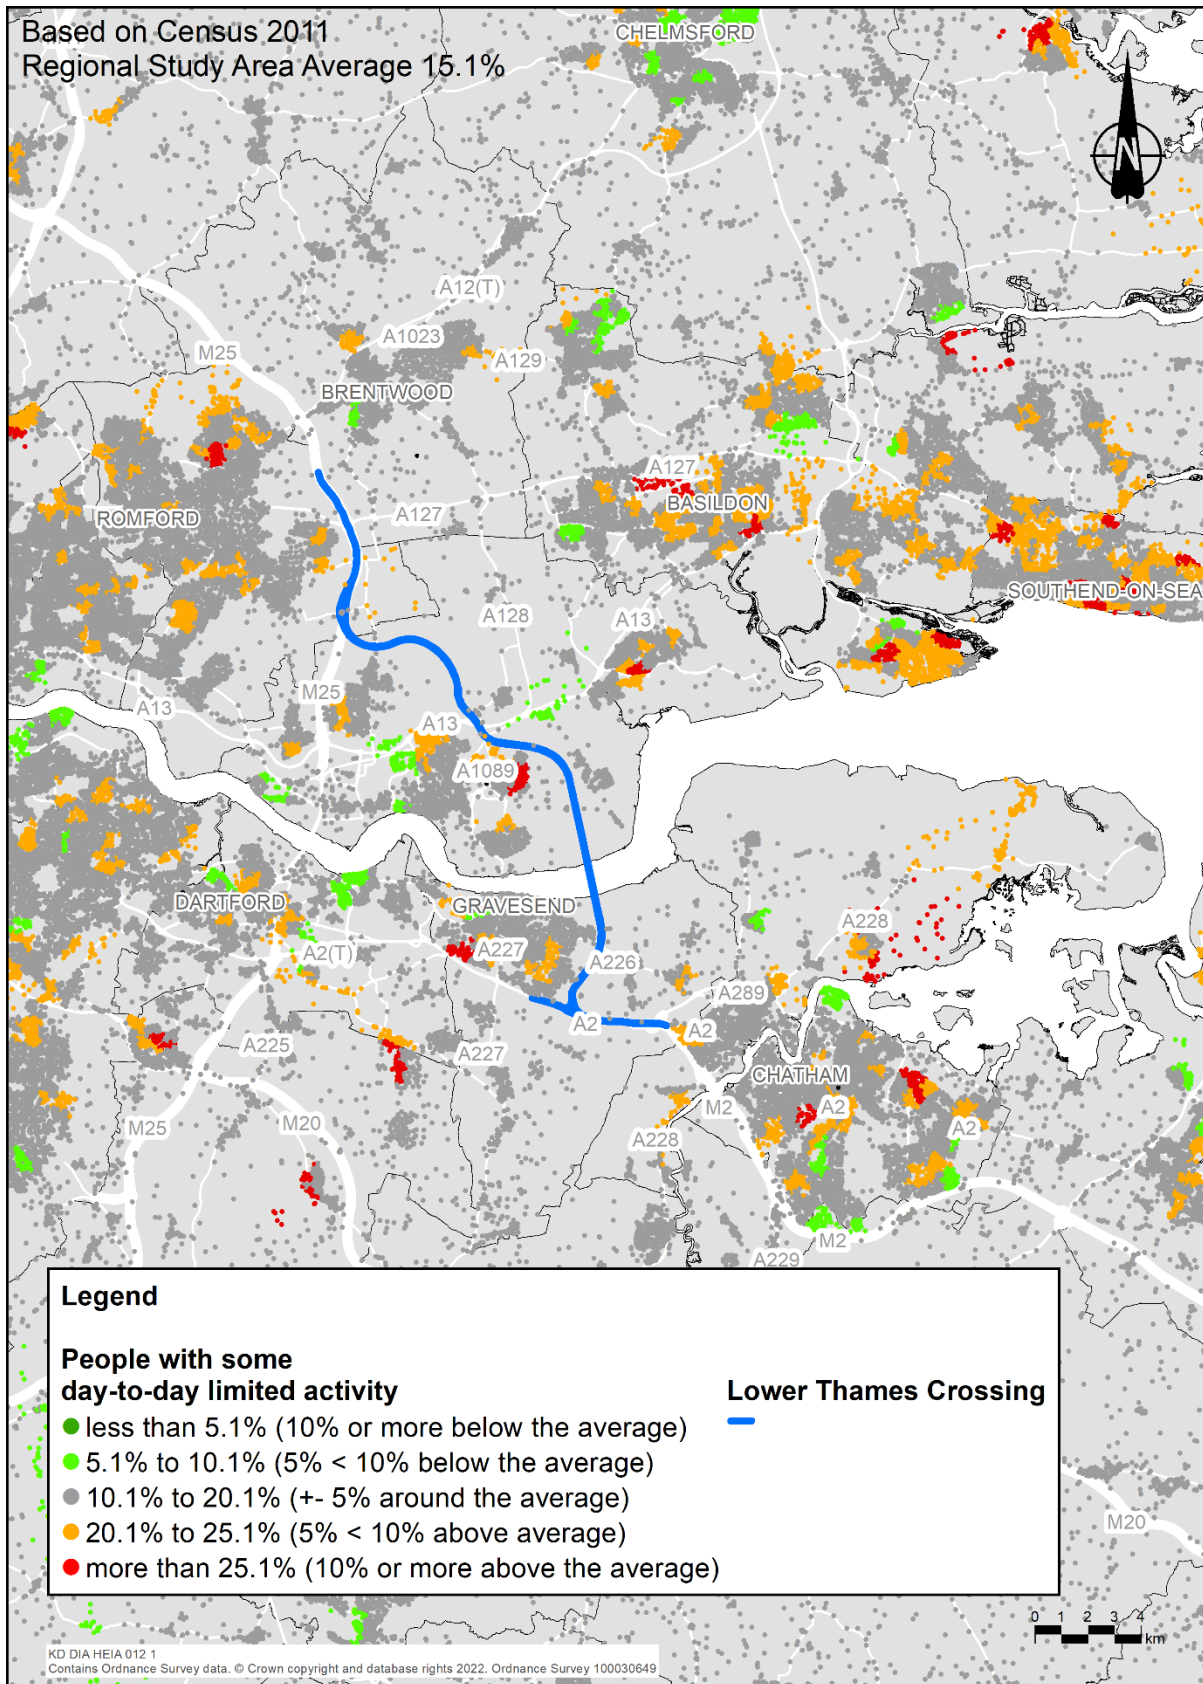 Based on Census 2011
Regional Study Area Average 15.1%
CHELMSFORD
N
A12(T)
A1023
M25
A129
BRENTWOOD
A127
BASILDON
ROMFORD
A127
SOUTHEND-ON-SEA
A128
A13
M25
A13
A13
A1089
DARTFORD
GRAVESEND
A2(T)
A227
A226
A228
A289
A2
A2
A225
A227
CHATHAM
M25
M20
M2
A2
A2
A228
M2
A229
Legend
People with some
day-to-day limited activity
Lower Thames Crossing
less than 5.1% (10% or more below the average)
5.1% to 10.1% (5% < 10% below the average)
10.1% to 20.1% (+- 5% around the average)
20.1% to 25.1% (5% < 10% above average)
more than 25.1% (10% or more above the average)
M20
0 1 2 3 4
km
KD DIA HEIA 012 1
Contains Ordnance Survey data. © Crown copyright and database rights 2022. Ordnance Survey 100030649